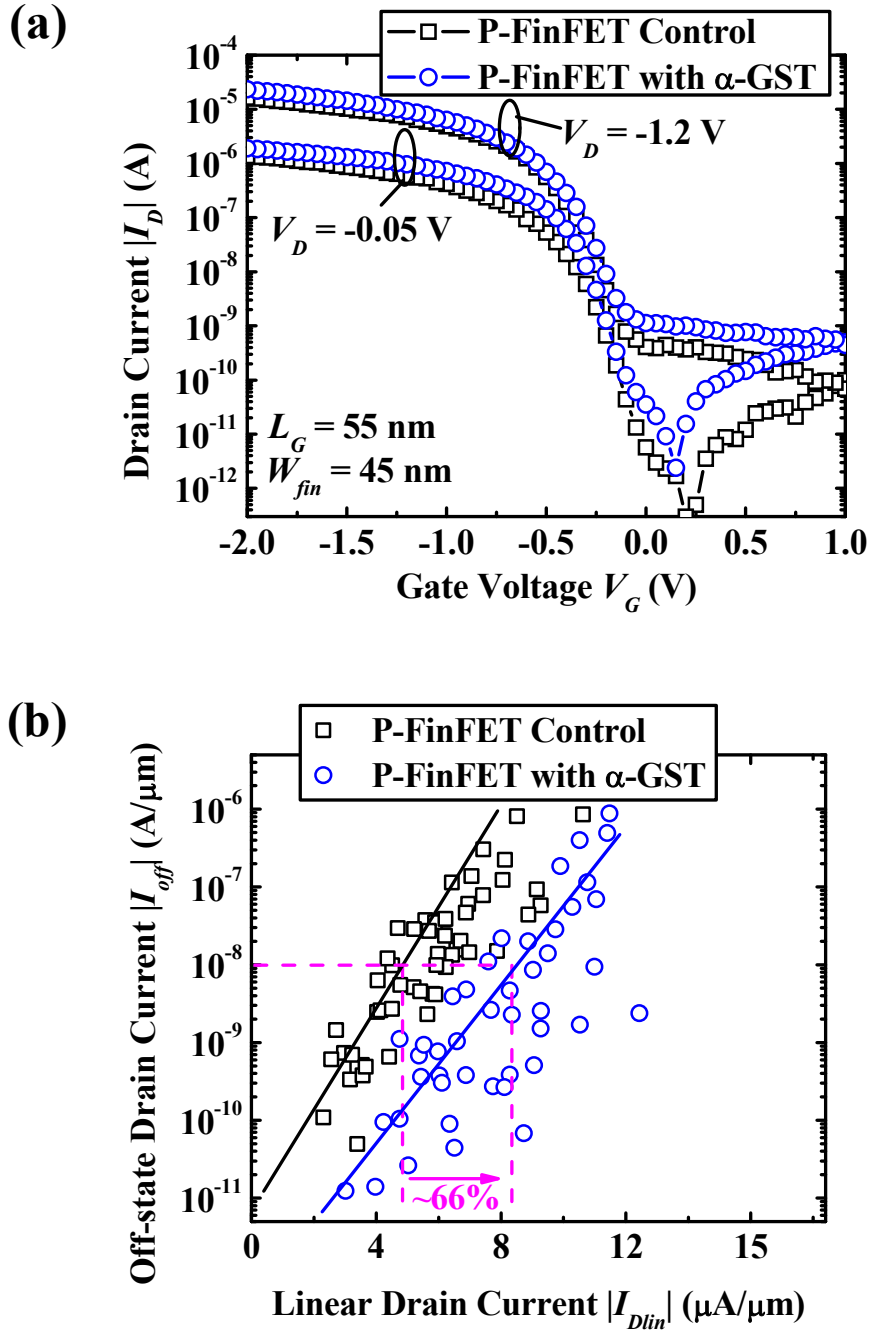 (a)
P-FinFET Control
P-FinFET with α-GST
Drain Current |I_D| (A)
10^-4
10^-5
10^-6
10^-7
10^-8
10^-9
10^-10
10^-11
10^-12
V_D = -1.2 V
V_D = -0.05 V
L_G = 55 nm
W_fin = 45 nm
-2.0 -1.5 -1.0 -0.5 0.0 0.5 1.0
Gate Voltage V_G (V)
(b)
P-FinFET Control
P-FinFET with α-GST
Off-state Drain Current |I_off| (A/μm)
10^-6
10^-7
10^-8
10^-9
10^-10
10^-11
~66%
0 4 8 12 15
Linear Drain Current |I_Dlin| (μA/μm)